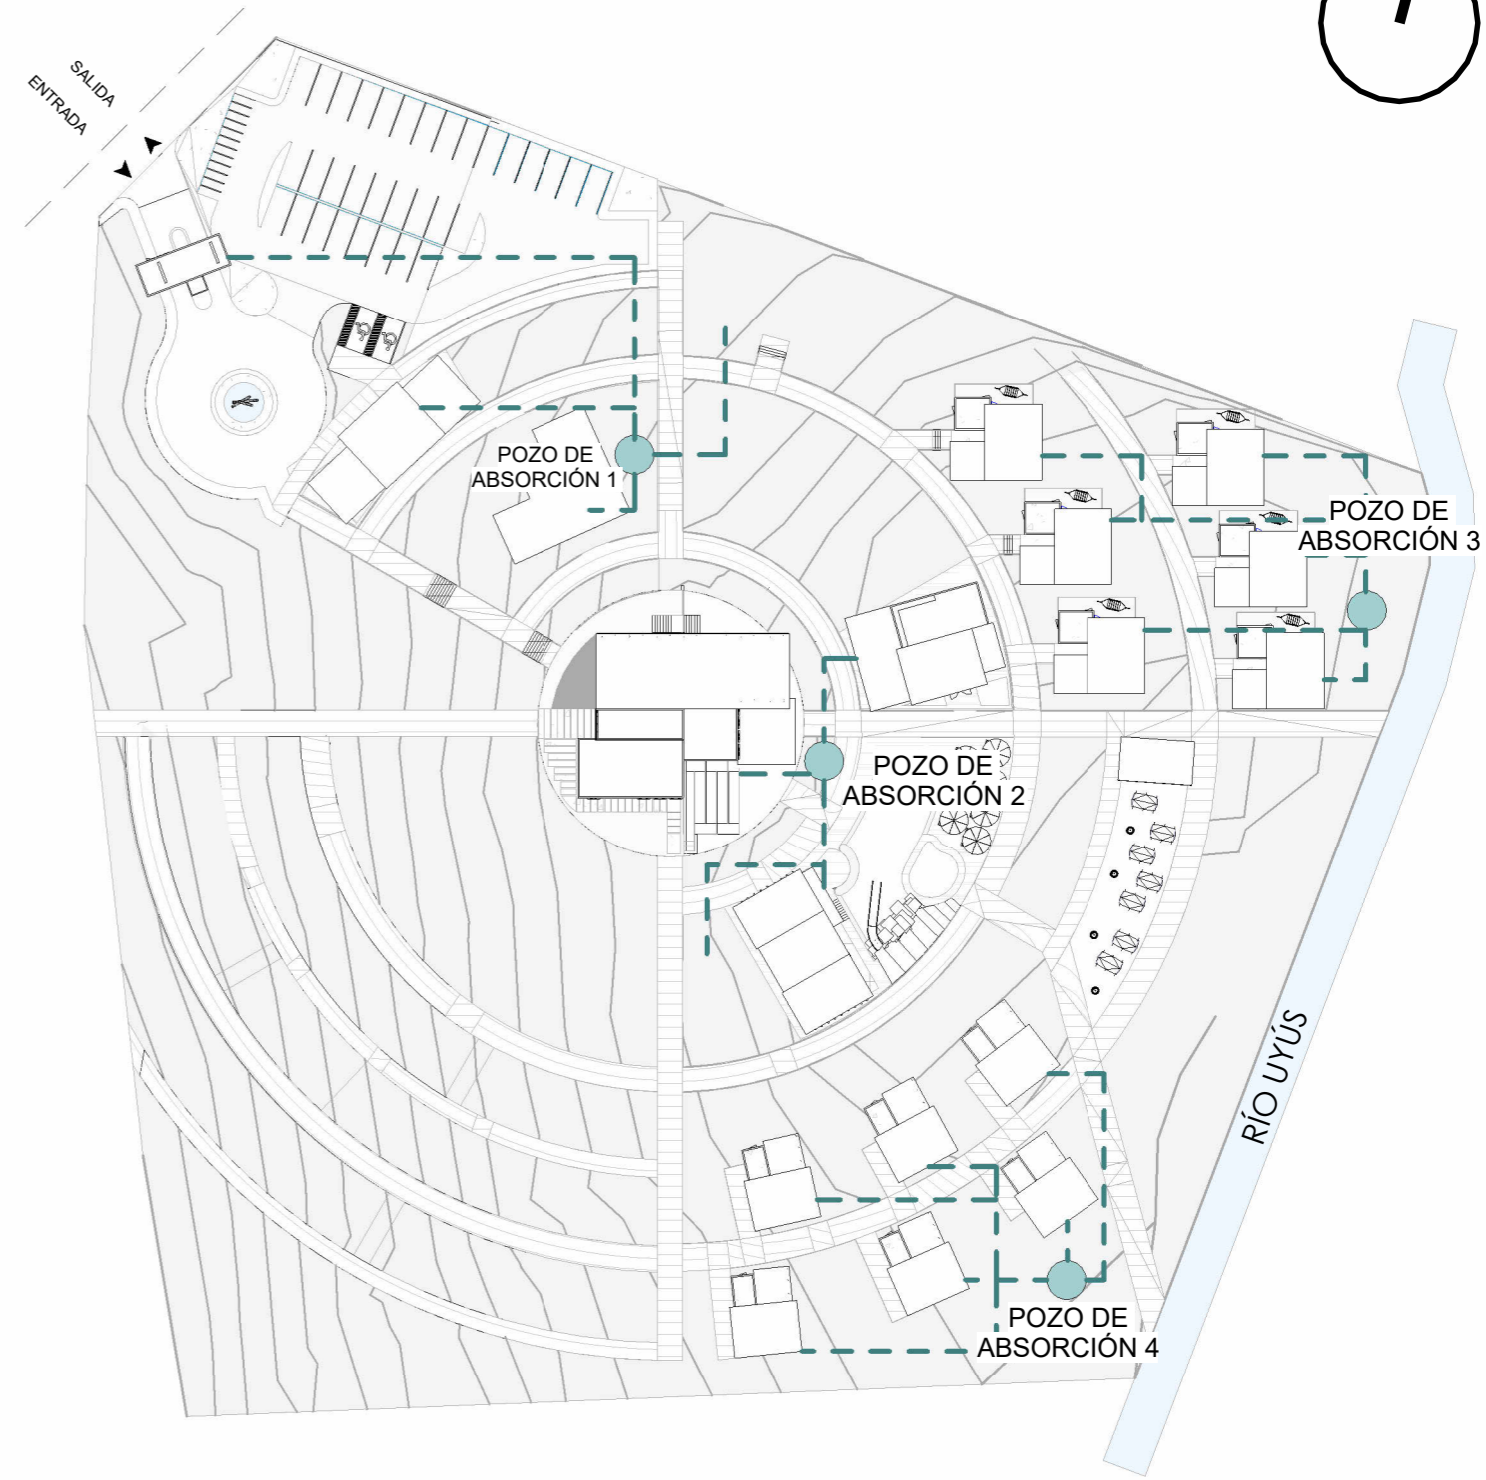 SALIDA
ENTRADA
POZO DE
ABSORCIÓN 1
POZO DE
ABSORCIÓN 3
POZO DE
ABSORCIÓN 2
RÍO UYÚS
POZO DE
ABSORCIÓN 4